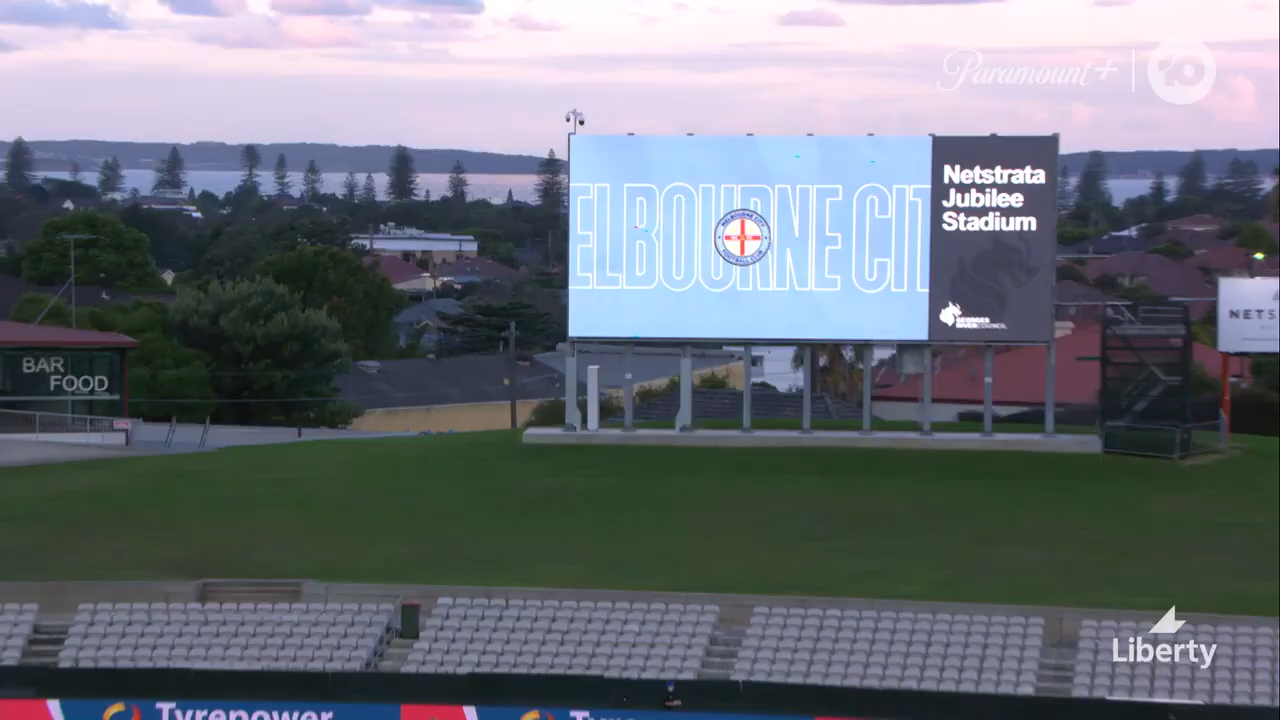 Paramount+
10
ELBOURNE CIT
MELBOURNE CITY
FOOTBALL CLUB
Netstrata
Jubilee
Stadium
GEORGES
RIVER COUNCIL
NETS
BAR
FOOD
Liberty
Tyrepower